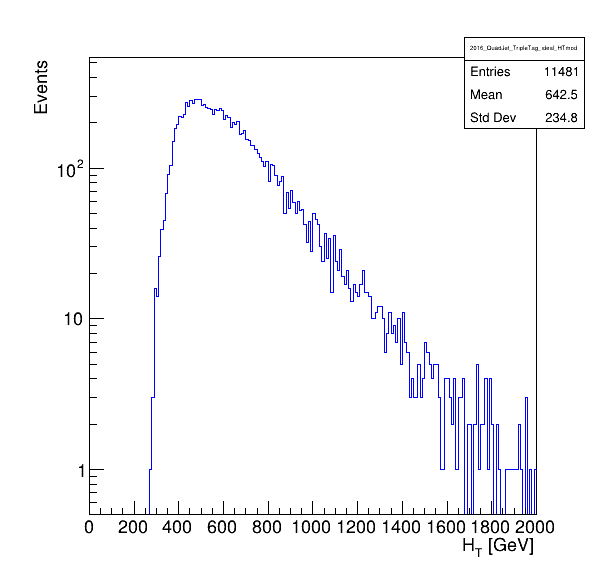 2016_QuadJet_TripleTag_ideal_HTmod
Entries 11481
Mean 642.5
Std Dev 234.8
Events
10²
10
1
0 200 400 600 800 1000 1200 1400 1600 1800 2000
H_T [GeV]